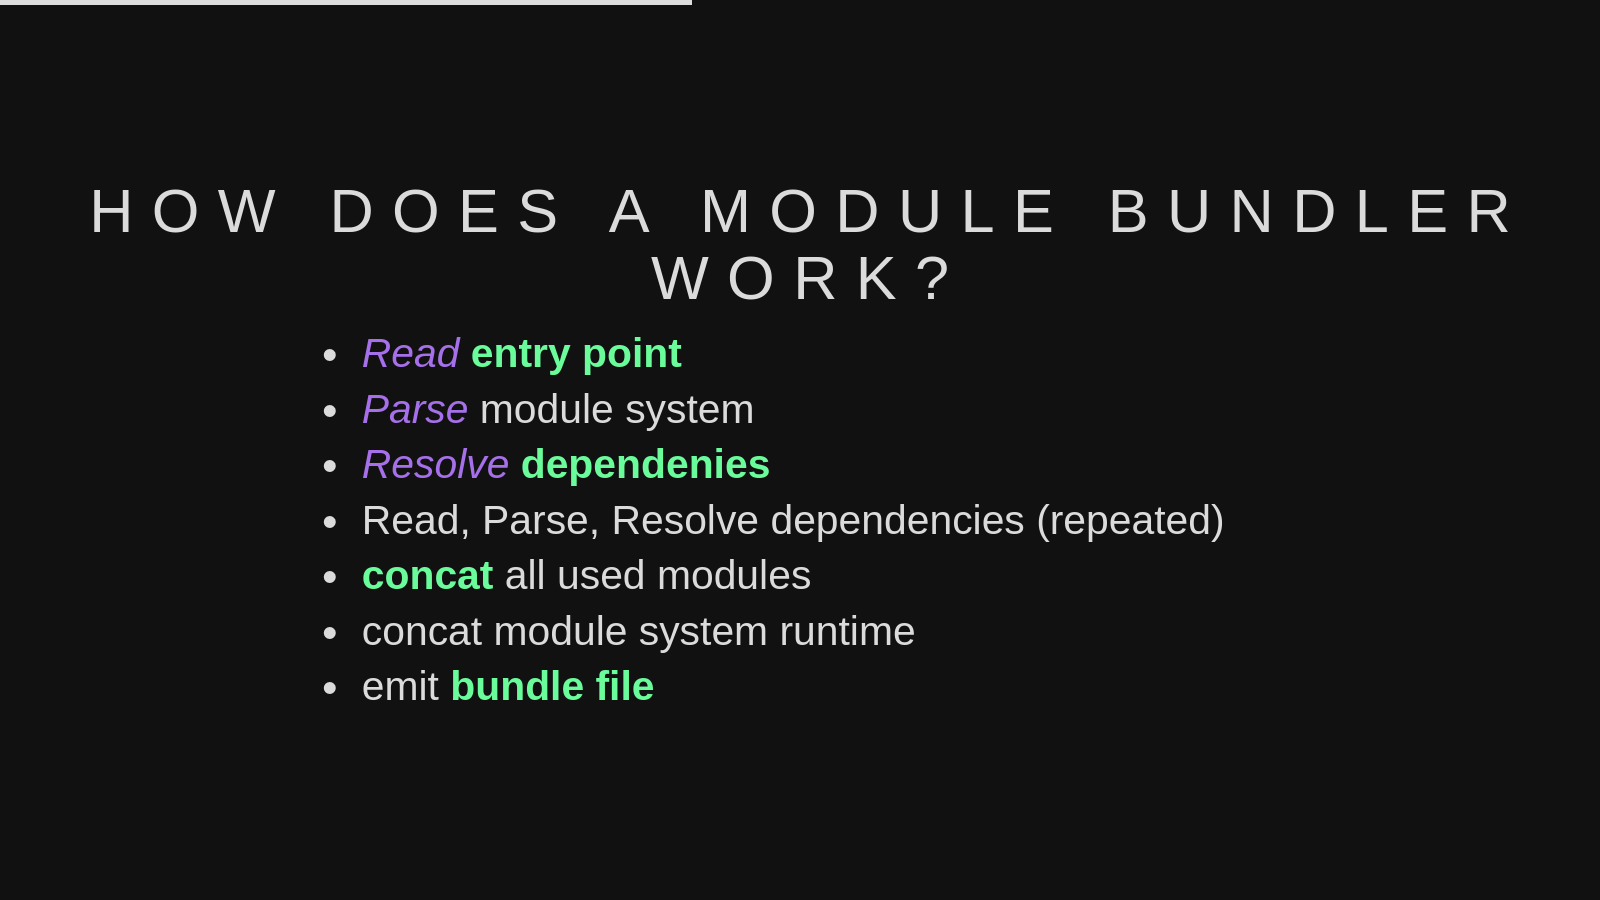 HOW DOES A MODULE BUNDLER
WORK?
• Read entry point
• Parse module system
• Resolve dependenies
• Read, Parse, Resolve dependencies (repeated)
• concat all used modules
• concat module system runtime
• emit bundle file